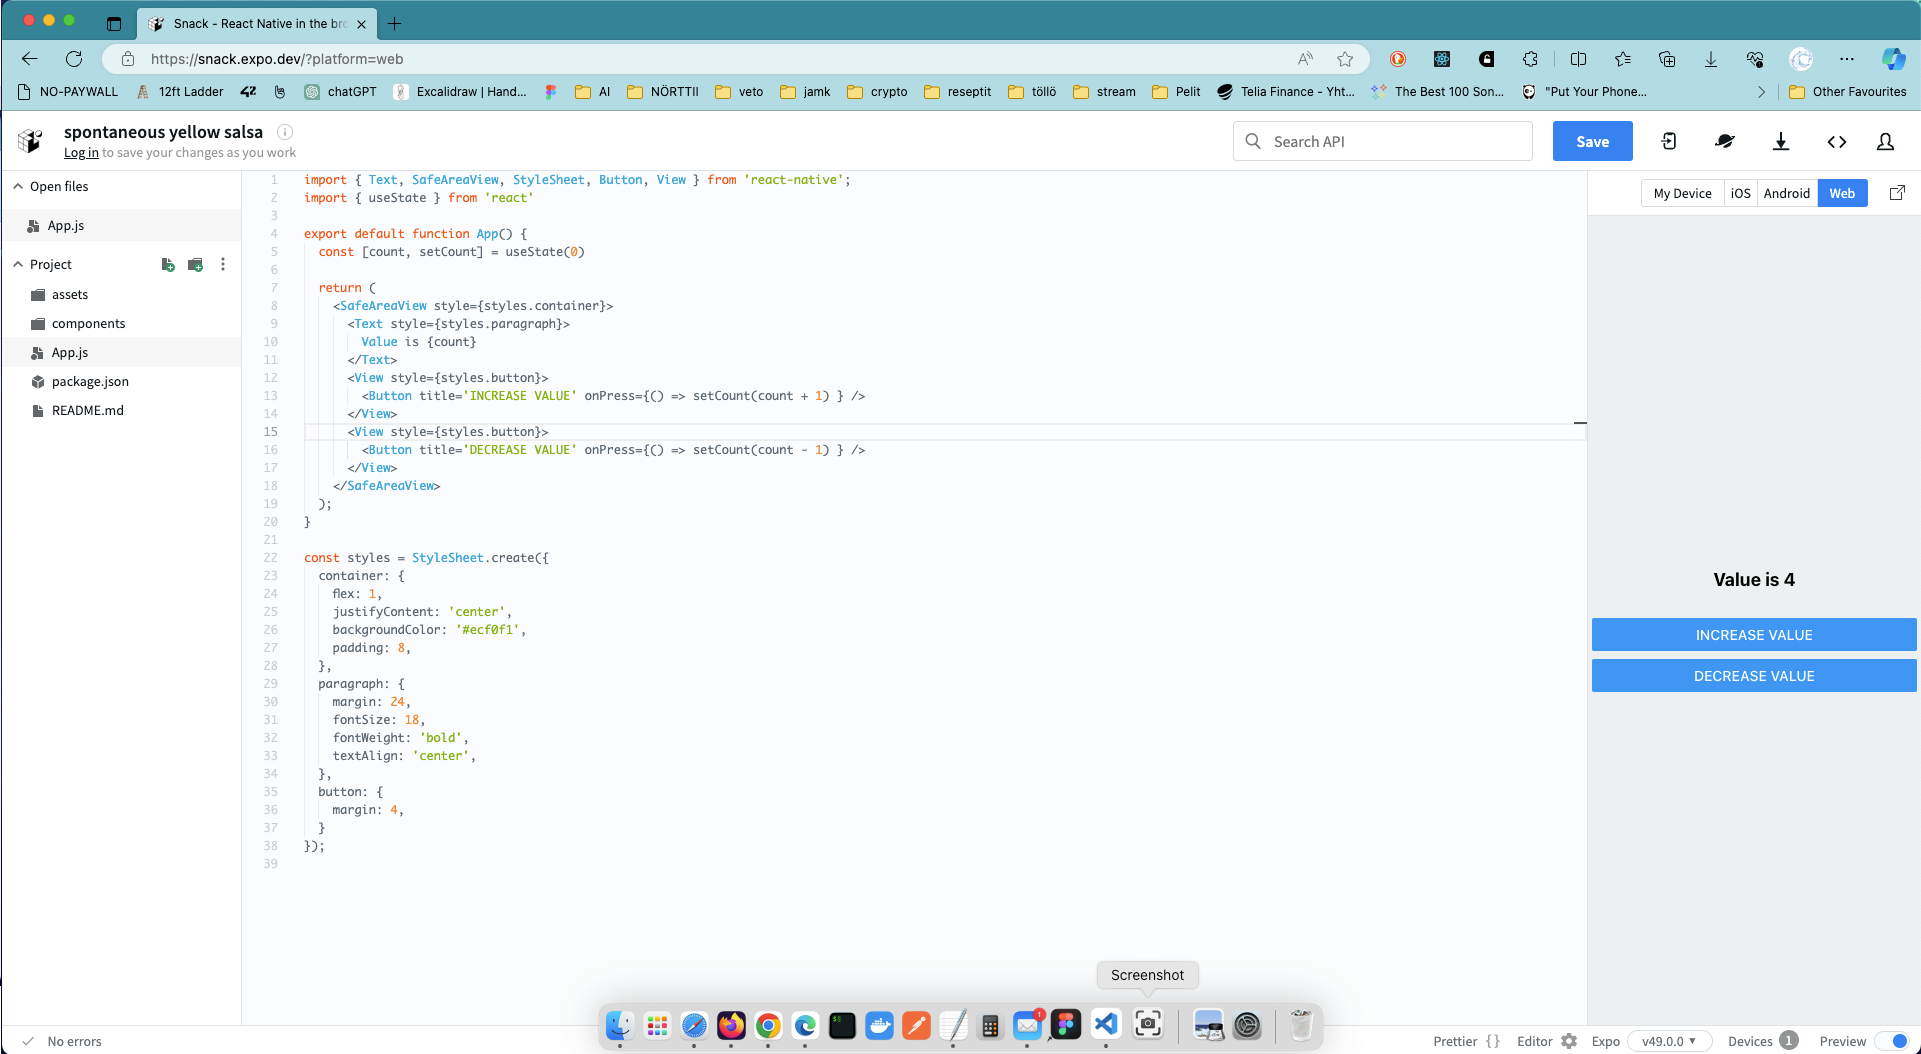 Snack - React Native in the bro
https://snack.expo.dev/?platform=web
NO-PAYWALL 12ft Ladder chatGPT Excalidraw | Hand... AI NÖRTTII veto jamk crypto reseptit töllö stream Pelit Telia Finance - Yht... The Best 100 Son... "Put Your Phone... Other Favourites
spontaneous yellow salsa
Log in to save your changes as you work
Search API
Save
Open files
App.js
Project
assets
components
App.js
package.json
README.md
1 import { Text, SafeAreaView, StyleSheet, Button, View } from 'react-native';
2 import { useState } from 'react'
3
4 export default function App() {
5 const [count, setCount] = useState(0)
6
7 return (
8 <SafeAreaView style={styles.container}>
9 <Text style={styles.paragraph}>
10 Value is {count}
11 </Text>
12 <View style={styles.button}>
13 <Button title='INCREASE VALUE' onPress={() => setCount(count + 1) } />
14 </View>
15 <View style={styles.button}>
16 <Button title='DECREASE VALUE' onPress={() => setCount(count - 1) } />
17 </View>
18 </SafeAreaView>
19 );
20 }
21
22 const styles = StyleSheet.create({
23 container: {
24 flex: 1,
25 justifyContent: 'center',
26 backgroundColor: '#ecf0f1',
27 padding: 8,
28 },
29 paragraph: {
30 margin: 24,
31 fontSize: 18,
32 fontWeight: 'bold',
33 textAlign: 'center',
34 },
35 button: {
36 margin: 4,
37 }
38 });
39
My Device iOS Android Web
Value is 4
INCREASE VALUE
DECREASE VALUE
Screenshot
1
No errors
Prettier { } Editor Expo v49.0.0 Devices 1 Preview